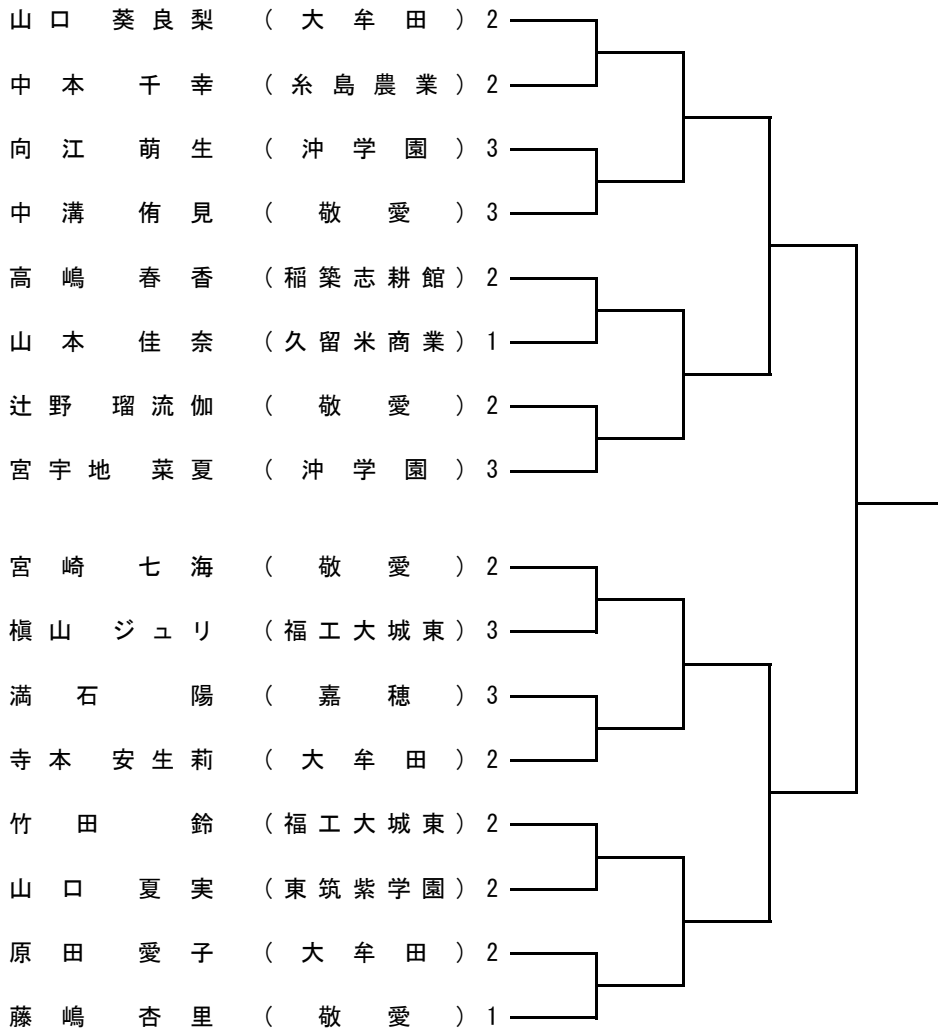 山口 葵良梨 (大牟田) 2
中本 千幸 (糸島農業) 2
向江 萌生 (沖学園) 3
中溝 侑見 (敬愛) 3
高嶋 春香 (稲築志耕館) 2
山本 佳奈 (久留米商業) 1
辻野 瑠流伽 (敬愛) 2
宮宇地 菜夏 (沖学園) 3
宮崎 七海 (敬愛) 2
槇山 ジュリ (福工大城東) 3
満石 陽 (嘉穂) 3
寺本 安生莉 (大牟田) 2
竹田 鈴 (福工大城東) 2
山口 夏実 (東筑紫学園) 2
原田 愛子 (大牟田) 2
藤嶋 杏里 (敬愛) 1